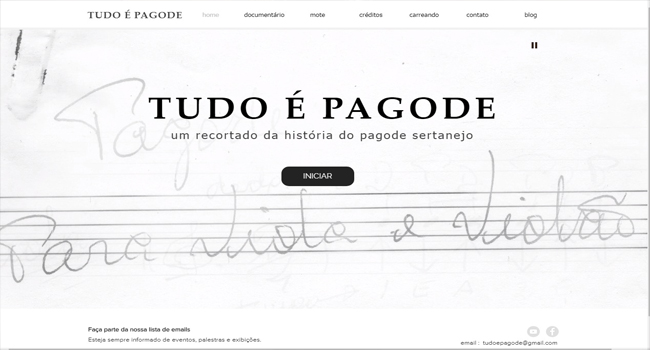 TUDO É PAGODE home documentário mote créditos carreando contato blog
Pagode
TUDO É PAGODE
um recortado da história do pagode sertanejo
INICIAR
Para Viola e Violão
Faça parte da nossa lista de emails
Esteja sempre informado de eventos, palestras e exibições.
email : tudoepagode@gmail.com